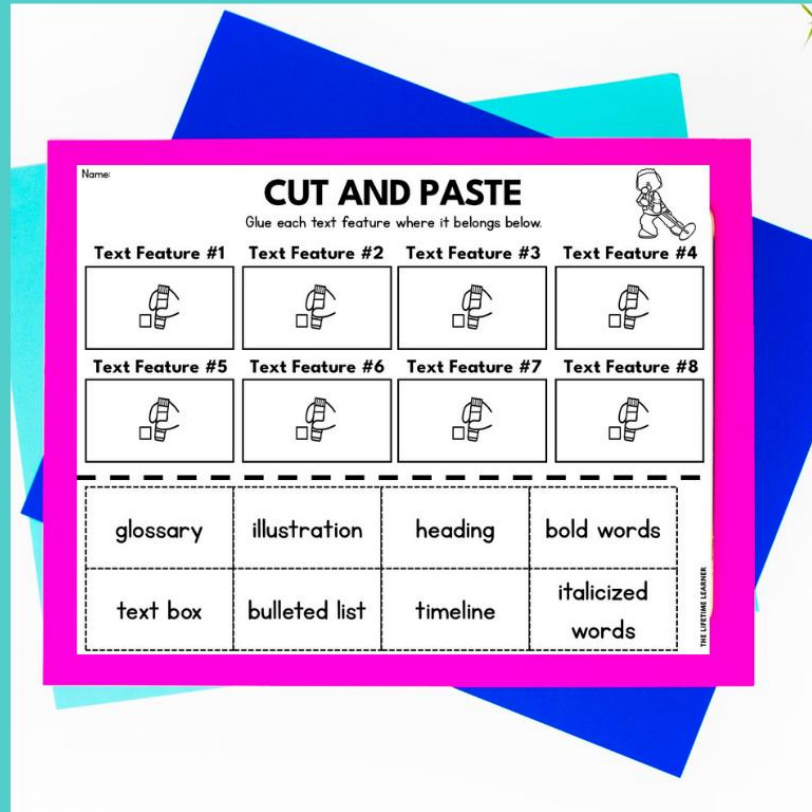 Name:
CUT AND PASTE
Glue each text feature where it belongs below.
Text Feature #1 Text Feature #2 Text Feature #3 Text Feature #4
Text Feature #5 Text Feature #6 Text Feature #7 Text Feature #8
glossary illustration heading bold words
text box bulleted list timeline italicized words
THE LIFETIME LEARNER